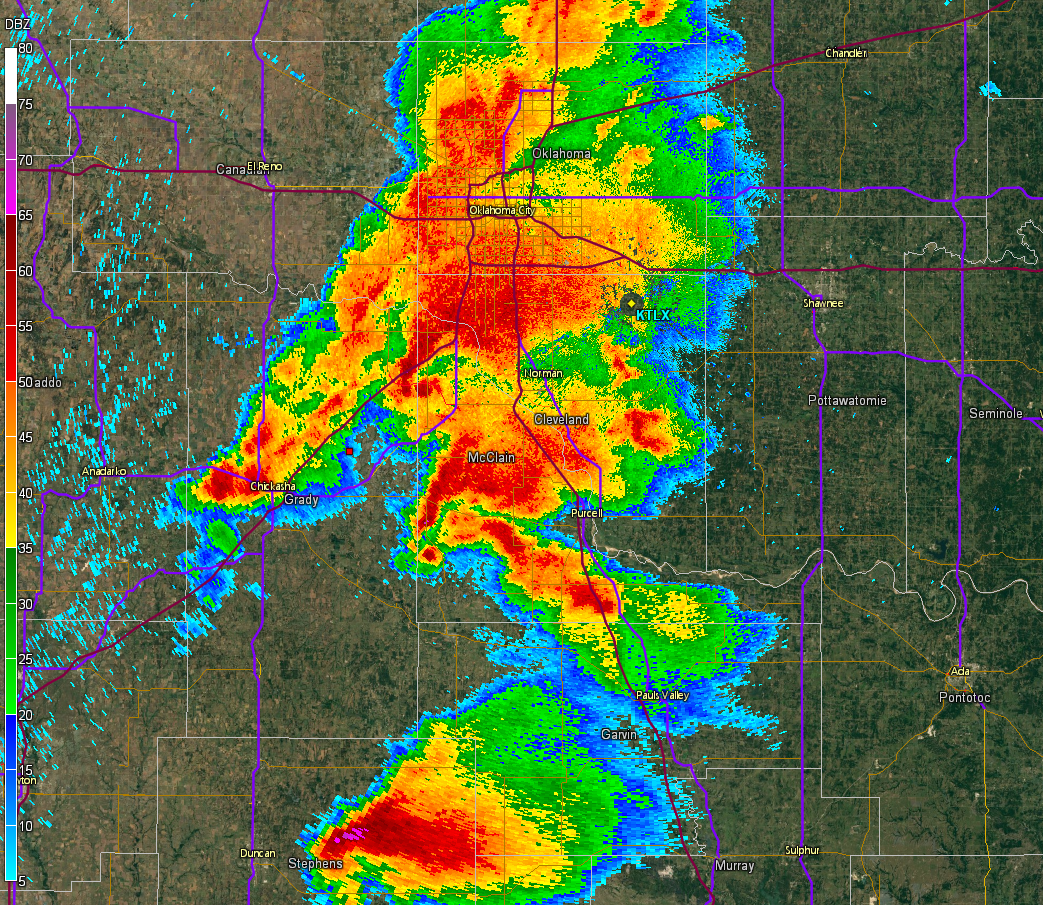 DBZ
80
75
70
65
60
55
50
45
40
35
30
25
20
15
10
5
Chandler
Oklahoma
El Reno
Oklahoma City
KTLX
Shawnee
Norman
addo
Pottawatomie
Seminole
Cleveland
McClain
Anadarko
Chickasha
Grady
Purcell
Ada
Pontotoc
Pauls Valley
Garvin
Duncan
Stephens
Murray
Sulphur